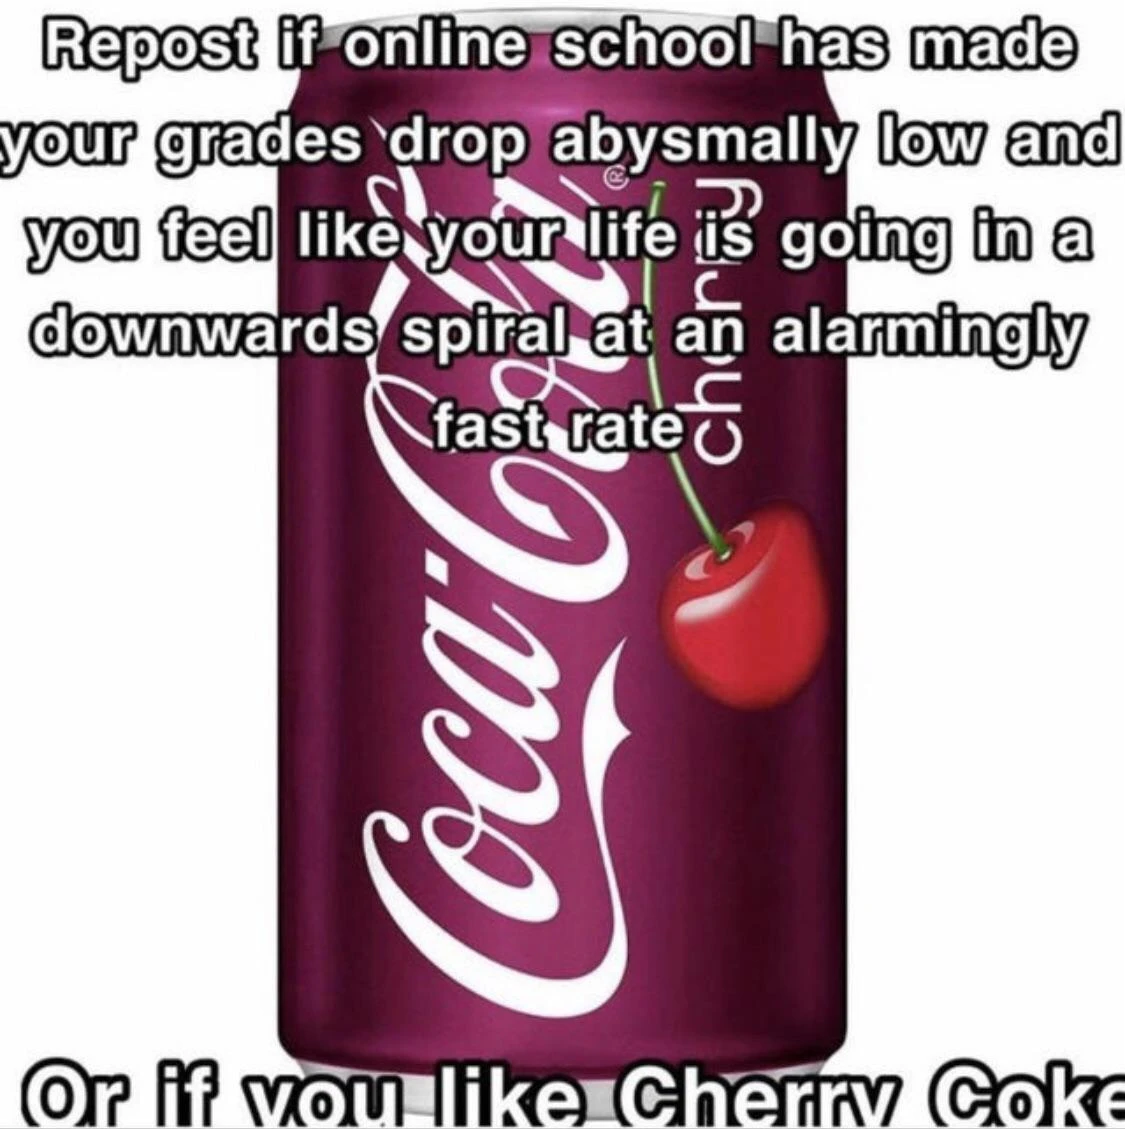 Repost if online school has made
your grades drop abysmally low and
you feel like your life is going in a
downwards spiral at an alarmingly
fast rate
Coca-Cola
®
cherry
Or if you like Cherry Coke